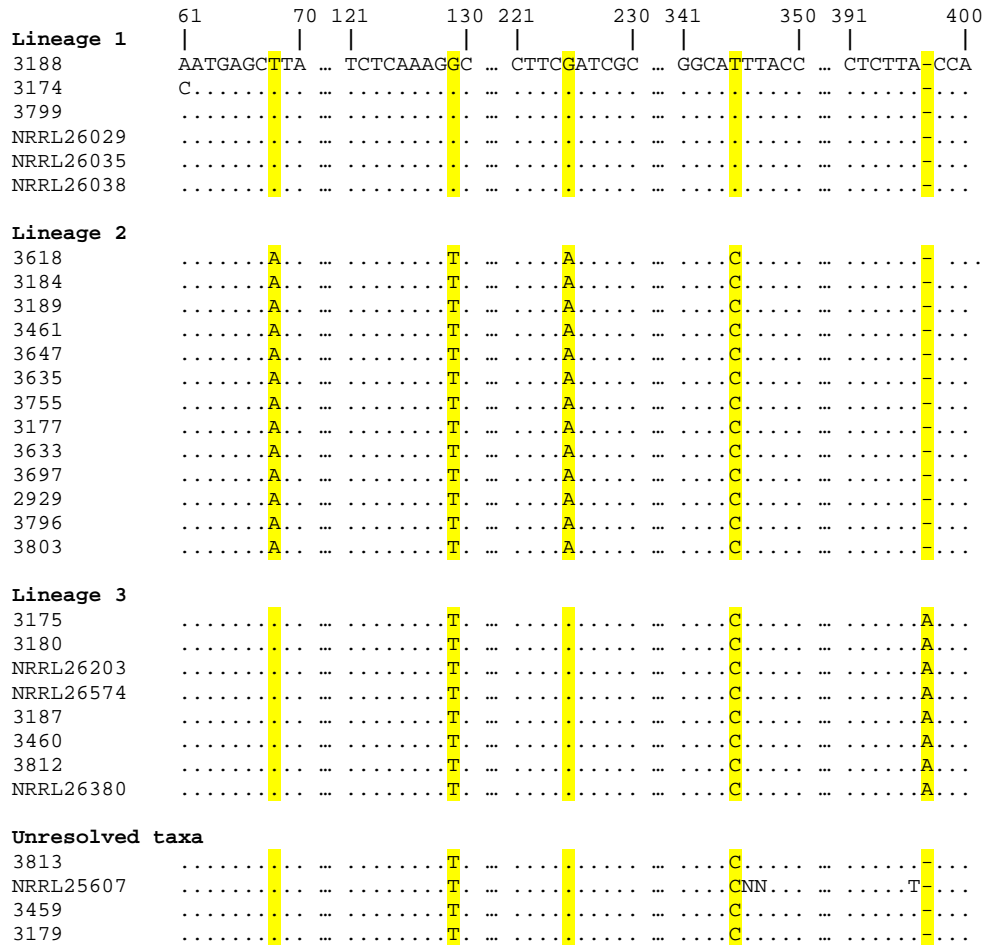 61 70 121 130 221 230 341 350 391 400
Lineage 1 | | | | | | | | | |
3188 AATGAGCTTA … TCTCAAAGGC … CTTCGATCGC … GGCATTTACC … CTCTTA-CCA
3174 C......... … .......... … .......... … .......... … ......-...
3799 .......... … .......... … .......... … .......... … ......-...
NRRL26029 .......... … .......... … .......... … .......... … ......-...
NRRL26035 .......... … .......... … .......... … .......... … ......-...
NRRL26038 .......... … .......... … .......... … .......... … ......-...
Lineage 2
3618 .......A.. … ........T. … ....A..... … ....C..... … ......- ....
3184 .......A.. … ........T. … ....A..... … ....C..... … ......-...
3189 .......A.. … ........T. … ....A..... … ....C..... … ......-...
3461 .......A.. … ........T. … ....A..... … ....C..... … ......-...
3647 .......A.. … ........T. … ....A..... … ....C..... … ......-...
3635 .......A.. … ........T. … ....A..... … ....C..... … ......-...
3755 .......A.. … ........T. … ....A..... … ....C..... … ......-...
3177 .......A.. … ........T. … ....A..... … ....C..... … ......-...
3633 .......A.. … ........T. … ....A..... … ....C..... … ......-...
3697 .......A.. … ........T. … ....A..... … ....C..... … ......-...
2929 .......A.. … ........T. … ....A..... … ....C..... … ......-...
3796 .......A.. … ........T. … ....A..... … ....C..... … ......-...
3803 .......A.. … ........T. … ....A..... … ....C..... … ......-...
Lineage 3
3175 .......... … ........T. … .......... … ....C..... … ......A...
3180 .......... … ........T. … .......... … ....C..... … ......A...
NRRL26203 .......... … ........T. … .......... … ....C..... … ......A...
NRRL26574 .......... … ........T. … .......... … ....C..... … ......A...
3187 .......... … ........T. … .......... … ....C..... … ......A...
3460 .......... … ........T. … .......... … ....C..... … ......A...
3812 .......... … ........T. … .......... … ....C..... … ......A...
NRRL26380 .......... … ........T. … .......... … ....C..... … ......A...
Unresolved taxa
3813 .......... … ........T. … .......... … ....C..... … ......-...
NRRL25607 .......... … ........T. … .......... … ....CNN... … .....T-...
3459 .......... … ........T. … .......... … ....C..... … ......-...
3179 .......... … ........T. … .......... … ....C..... … ......-...